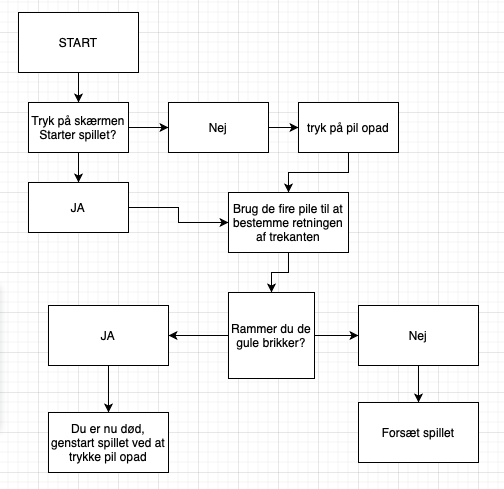 START
Tryk på skærmen
Starter spillet?
Nej
tryk på pil opad
JA
Brug de fire pile til at
bestemme retningen
af trekanten
JA
Rammer du de
gule brikker?
Nej
Du er nu død,
genstart spillet ved at
trykke pil opad
Forsæt spillet